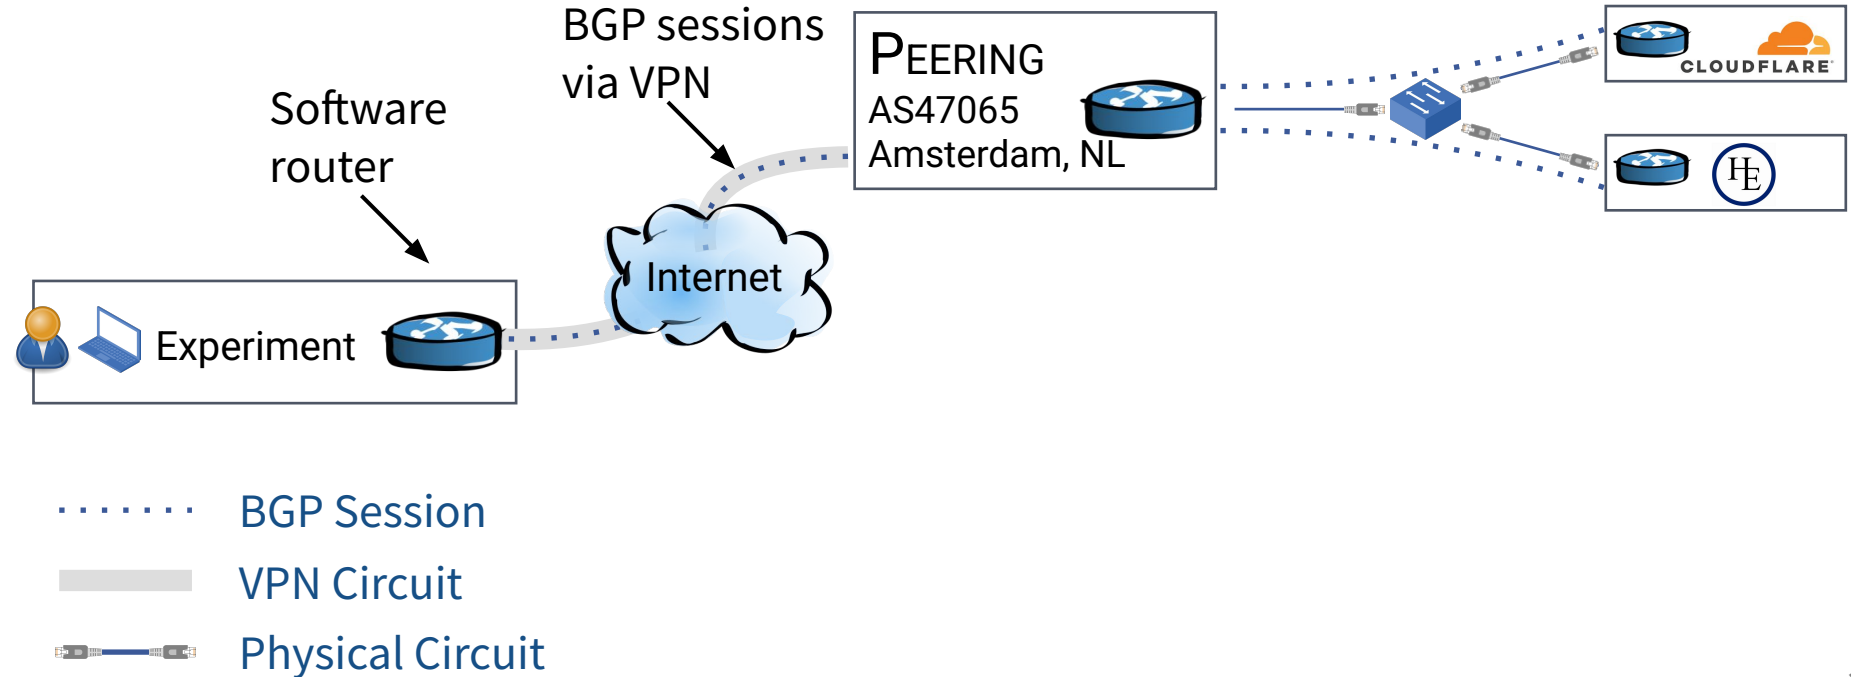 BGP sessions
via VPN
Software
router
PEERING
AS47065
Amsterdam, NL
CLOUDFLARE
HE
Internet
Experiment
BGP Session
VPN Circuit
Physical Circuit